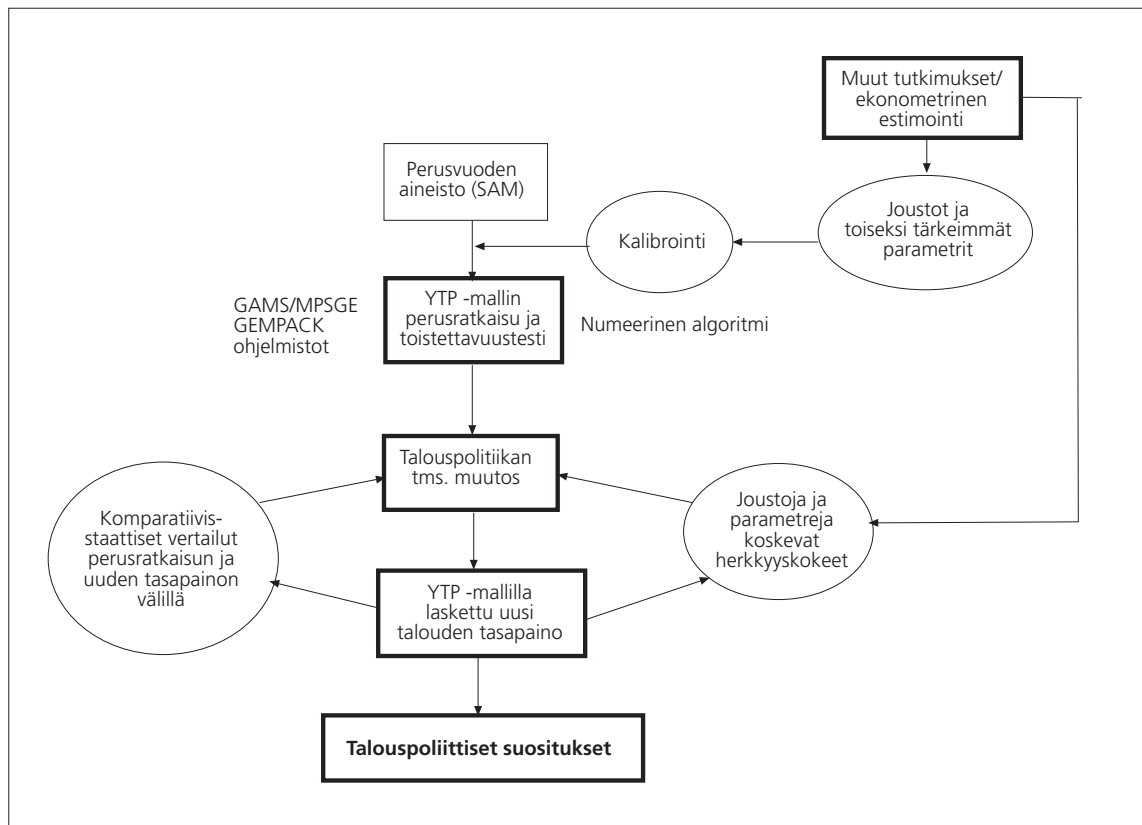 Muut tutkimukset/
ekonometrinen
estimointi
Perusvuoden
aineisto (SAM)
Kalibrointi
Joustot ja
toiseksi tärkeimmät
parametrit
GAMS/MPSGE
GEMPACK
ohjelmistot
YTP -mallin
perusratkaisu ja
toistettavuustesti
Numeerinen algoritmi
Talouspolitiikan
tms. muutos
Komparatiivis-
staattiset vertailut
perusratkaisun ja
uuden tasapainon
välillä
Joustoja ja
parametreja
koskevat
herkkyyskokeet
YTP -mallilla
laskettu uusi
talouden tasapaino
Talouspoliittiset suositukset